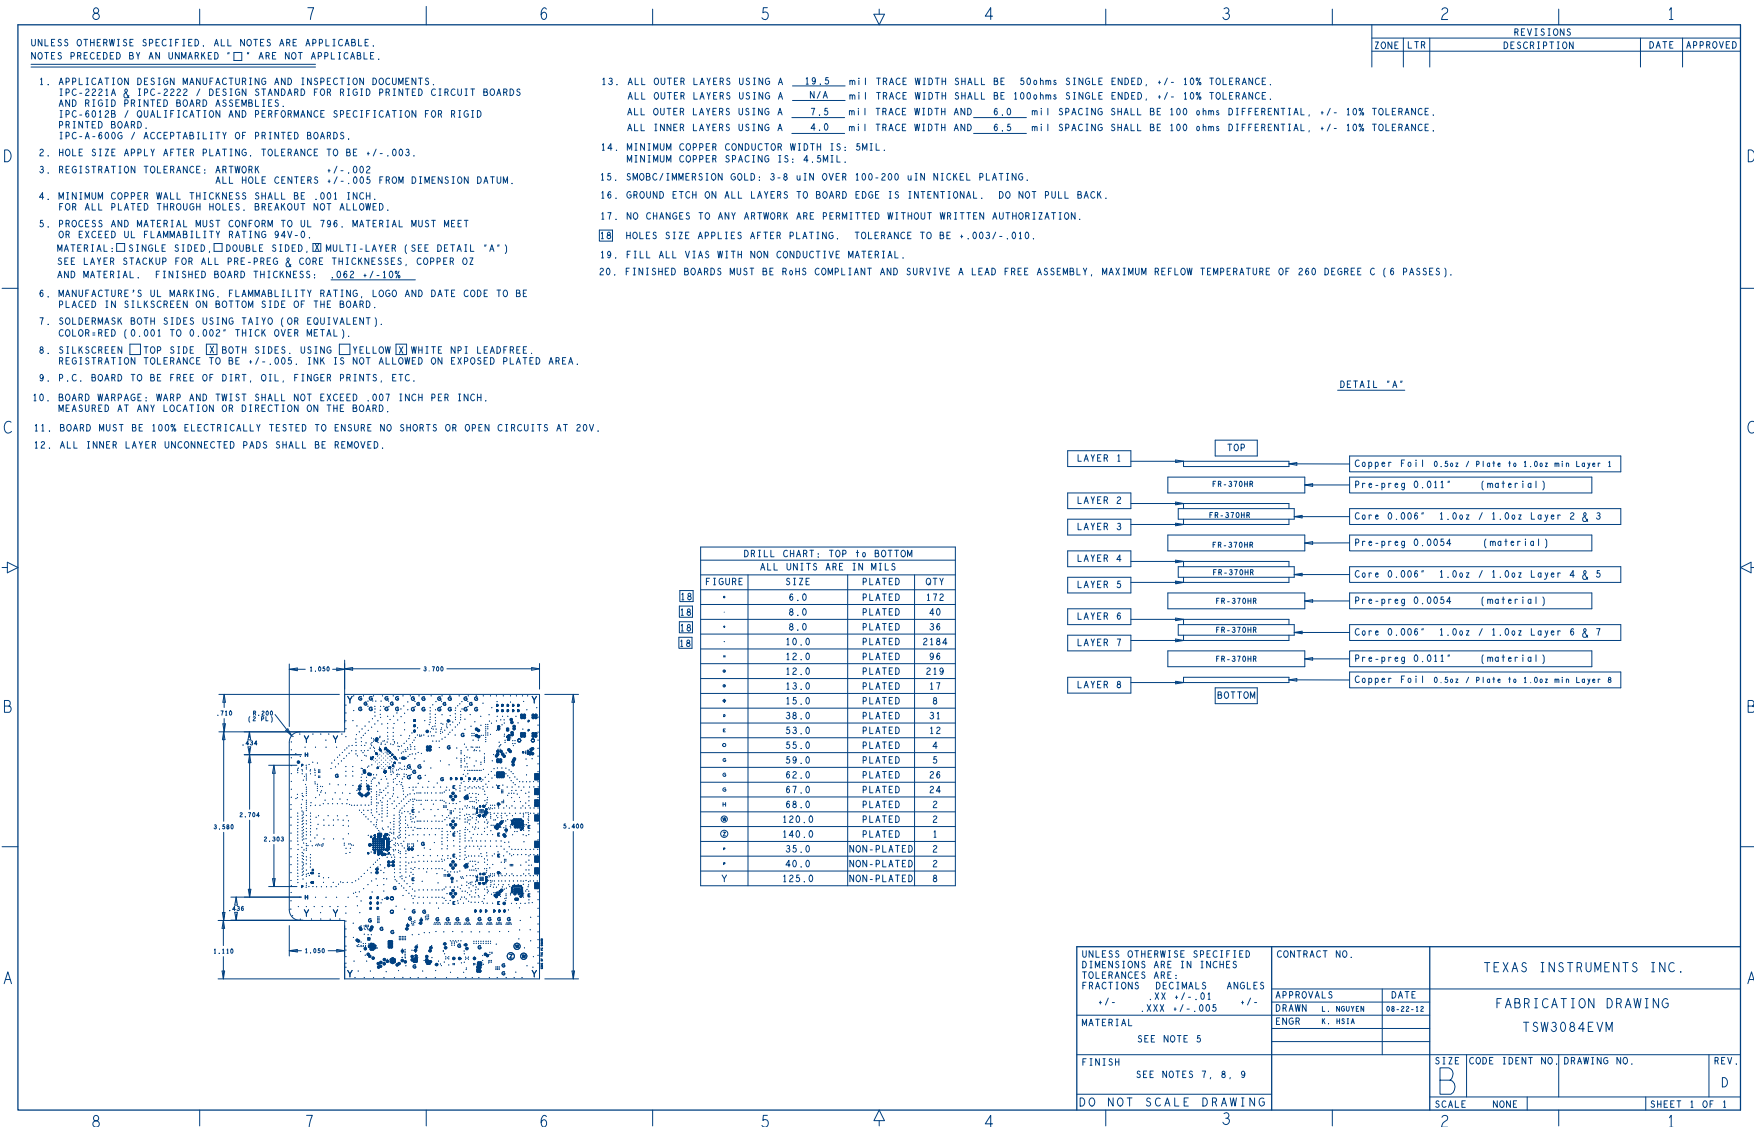 8 7 6 5 4 3 2 1
UNLESS OTHERWISE SPECIFIED, ALL NOTES ARE APPLICABLE.
NOTES PRECEDED BY AN UNMARKED "□" ARE NOT APPLICABLE.
1. APPLICATION DESIGN MANUFACTURING AND INSPECTION DOCUMENTS.
IPC-2221A & IPC-2222 / DESIGN STANDARD FOR RIGID PRINTED CIRCUIT BOARDS
AND RIGID PRINTED BOARD ASSEMBLIES.
IPC-6012B / QUALIFICATION AND PERFORMANCE SPECIFICATION FOR RIGID
PRINTED BOARD.
IPC-A-600G / ACCEPTABILITY OF PRINTED BOARDS.
2. HOLE SIZE APPLY AFTER PLATING, TOLERANCE TO BE +/-.003.
3. REGISTRATION TOLERANCE: ARTWORK +/-.002
ALL HOLE CENTERS +/-.005 FROM DIMENSION DATUM.
4. MINIMUM COPPER WALL THICKNESS SHALL BE .001 INCH.
FOR ALL PLATED THROUGH HOLES. BREAKOUT NOT ALLOWED.
5. PROCESS AND MATERIAL MUST CONFORM TO UL 796. MATERIAL MUST MEET
OR EXCEED UL FLAMMABILITY RATING 94V-0.
MATERIAL: □ SINGLE SIDED, □ DOUBLE SIDED, ☒ MULTI-LAYER (SEE DETAIL "A")
SEE LAYER STACKUP FOR ALL PRE-PREG & CORE THICKNESSES, COPPER OZ
AND MATERIAL. FINISHED BOARD THICKNESS: .062 +/-10%
6. MANUFACTURE'S UL MARKING, FLAMMABLILITY RATING, LOGO AND DATE CODE TO BE
PLACED IN SILKSCREEN ON BOTTOM SIDE OF THE BOARD.
7. SOLDERMASK BOTH SIDES USING TAIYO (OR EQUIVALENT).
COLOR=RED (0.001 TO 0.002" THICK OVER METAL).
8. SILKSCREEN □ TOP SIDE ☒ BOTH SIDES. USING □ YELLOW ☒ WHITE NPI LEADFREE.
REGISTRATION TOLERANCE TO BE +/-.005. INK IS NOT ALLOWED ON EXPOSED PLATED AREA.
9. P.C. BOARD TO BE FREE OF DIRT, OIL, FINGER PRINTS, ETC.
10. BOARD WARPAGE: WARP AND TWIST SHALL NOT EXCEED .007 INCH PER INCH.
MEASURED AT ANY LOCATION OR DIRECTION ON THE BOARD.
11. BOARD MUST BE 100% ELECTRICALLY TESTED TO ENSURE NO SHORTS OR OPEN CIRCUITS AT 20V.
12. ALL INNER LAYER UNCONNECTED PADS SHALL BE REMOVED.
13. ALL OUTER LAYERS USING A 19.5 mil TRACE WIDTH SHALL BE 50ohms SINGLE ENDED, +/- 10% TOLERANCE.
ALL OUTER LAYERS USING A N/A mil TRACE WIDTH SHALL BE 100ohms SINGLE ENDED, +/- 10% TOLERANCE.
ALL OUTER LAYERS USING A 7.5 mil TRACE WIDTH AND 6.0 mil SPACING SHALL BE 100 ohms DIFFERENTIAL, +/- 10% TOLERANCE.
ALL INNER LAYERS USING A 4.0 mil TRACE WIDTH AND 6.5 mil SPACING SHALL BE 100 ohms DIFFERENTIAL, +/- 10% TOLERANCE.
14. MINIMUM COPPER CONDUCTOR WIDTH IS: 5MIL.
MINIMUM COPPER SPACING IS: 4.5MIL.
15. SMOBC/IMMERSION GOLD: 3-8 uIN OVER 100-200 uIN NICKEL PLATING.
16. GROUND ETCH ON ALL LAYERS TO BOARD EDGE IS INTENTIONAL. DO NOT PULL BACK.
17. NO CHANGES TO ANY ARTWORK ARE PERMITTED WITHOUT WRITTEN AUTHORIZATION.
18 HOLES SIZE APPLIES AFTER PLATING. TOLERANCE TO BE +.003/-.010.
19. FILL ALL VIAS WITH NON CONDUCTIVE MATERIAL.
20. FINISHED BOARDS MUST BE RoHS COMPLIANT AND SURVIVE A LEAD FREE ASSEMBLY, MAXIMUM REFLOW TEMPERATURE OF 260 DEGREE C (6 PASSES).
REVISIONS
ZONE LTR DESCRIPTION DATE APPROVED
D D
C C
B B
A A
DETAIL "A"
TOP
LAYER 1 Copper Foil 0.5oz / Plate to 1.0oz min Layer 1
FR-370HR Pre-preg 0.011" (material)
LAYER 2
FR-370HR Core 0.006" 1.0oz / 1.0oz Layer 2 & 3
LAYER 3
FR-370HR Pre-preg 0.0054 (material)
LAYER 4
FR-370HR Core 0.006" 1.0oz / 1.0oz Layer 4 & 5
LAYER 5
FR-370HR Pre-preg 0.0054 (material)
LAYER 6
FR-370HR Core 0.006" 1.0oz / 1.0oz Layer 6 & 7
LAYER 7
FR-370HR Pre-preg 0.011" (material)
LAYER 8 Copper Foil 0.5oz / Plate to 1.0oz min Layer 8
BOTTOM
DRILL CHART: TOP to BOTTOM
ALL UNITS ARE IN MILS
FIGURE SIZE PLATED QTY
18 6.0 PLATED 172
18 8.0 PLATED 40
18 8.0 PLATED 36
18 10.0 PLATED 2184
12.0 PLATED 96
12.0 PLATED 219
13.0 PLATED 17
15.0 PLATED 8
38.0 PLATED 31
E 53.0 PLATED 12
55.0 PLATED 4
59.0 PLATED 5
62.0 PLATED 26
G 67.0 PLATED 24
H 68.0 PLATED 2
120.0 PLATED 2
Z 140.0 PLATED 1
35.0 NON-PLATED 2
40.0 NON-PLATED 2
Y 125.0 NON-PLATED 8
1.050 3.700
.710
R.200
(2 PL)
.434
2.704
3.580
2.303
5.400
.436
1.110
1.050
UNLESS OTHERWISE SPECIFIED
DIMENSIONS ARE IN INCHES
TOLERANCES ARE:
FRACTIONS DECIMALS ANGLES
+/- .XX +/-.01 +/-
.XXX +/-.005
MATERIAL
SEE NOTE 5
FINISH
SEE NOTES 7, 8, 9
DO NOT SCALE DRAWING
CONTRACT NO.
APPROVALS DATE
DRAWN L. NGUYEN 08-22-12
ENGR K. HSIA
TEXAS INSTRUMENTS INC.
FABRICATION DRAWING
TSW3084EVM
SIZE CODE IDENT NO. DRAWING NO. REV.
B D
SCALE NONE SHEET 1 OF 1
8 7 6 5 4 3 2 1